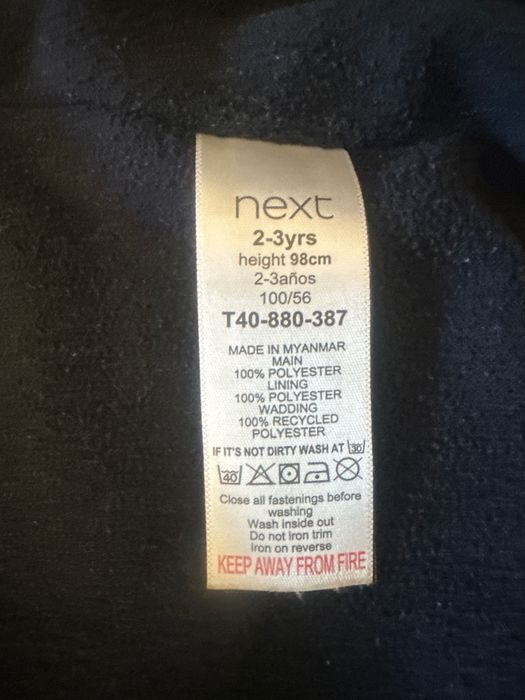 next
2-3yrs
height 98cm
2-3años
100/56
T40-880-387
MADE IN MYANMAR
MAIN
100% POLYESTER
LINING
100% POLYESTER
WADDING
100% RECYCLED
POLYESTER
IF IT'S NOT DIRTY WASH AT 30
40
Close all fastenings before
washing
Wash inside out
Do not iron trim
Iron on reverse
KEEP AWAY FROM FIRE